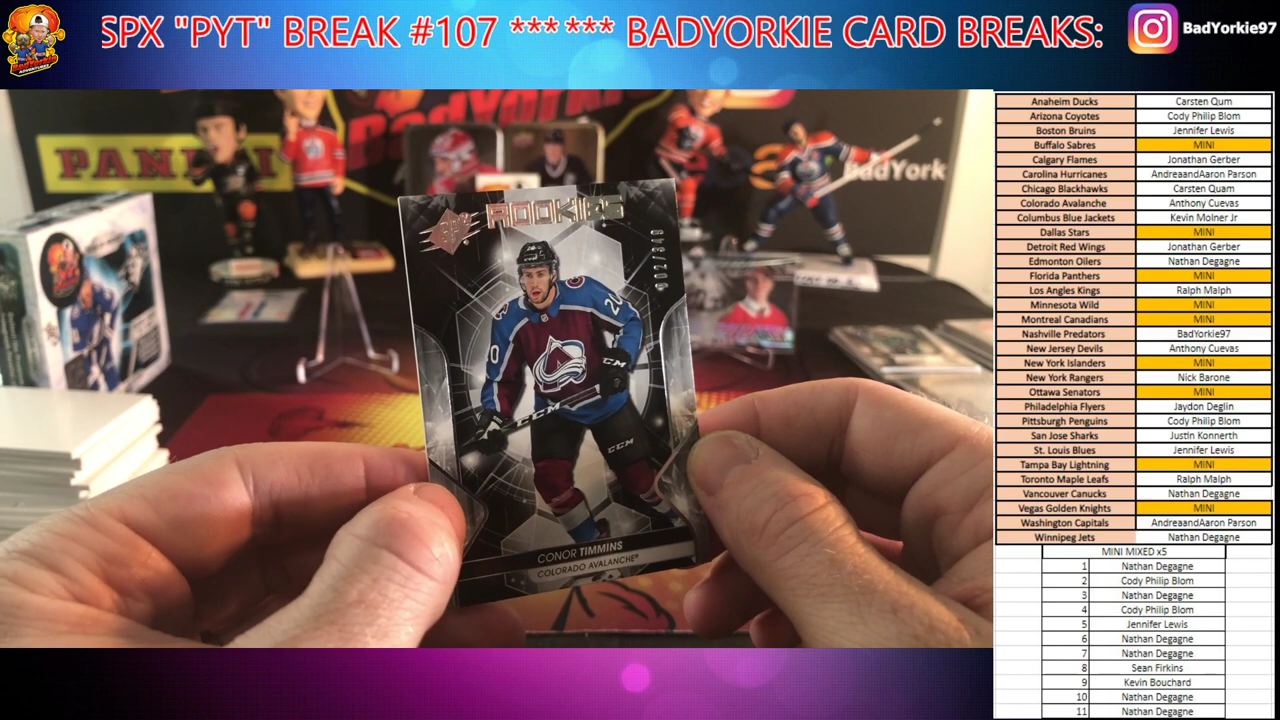 SPX "PYT" BREAK #107 ****** BADYORKIE CARD BREAKS:
BadYorkie97
PANINI
BadYork
SPX
ROOKIES
20
CCM
CCM
CONOR TIMMINS
COLORADO AVALANCHE
Anaheim Ducks Carsten Qum
Arizona Coyotes Cody Philip Blom
Boston Bruins Jennifer Lewis
Buffalo Sabres MINI
Calgary Flames Jonathan Gerber
Carolina Hurricanes AndreaandAaron Parson
Chicago Blackhawks Carsten Quam
Colorado Avalanche Anthony Cuevas
Columbus Blue Jackets Kevin Molner Jr
Dallas Stars MINI
Detroit Red Wings Jonathan Gerber
Edmonton Oilers Nathan Degagne
Florida Panthers MINI
Los Angles Kings Ralph Malph
Minnesota Wild MINI
Montreal Canadians MINI
Nashville Predators BadYorkie97
New Jersey Devils Anthony Cuevas
New York Islanders MINI
New York Rangers Nick Barone
Ottawa Senators MINI
Philadelphia Flyers Jaydon Deglin
Pittsburgh Penguins Cody Philip Blom
San Jose Sharks Justin Konnerth
St. Louis Blues Jennifer Lewis
Tampa Bay Lightning MINI
Toronto Maple Leafs Ralph Malph
Vancouver Canucks Nathan Degagne
Vegas Golden Knights MINI
Washington Capitals AndreaandAaron Parson
Winnipeg Jets Nathan Degagne
MINI MIXED x5
1 Nathan Degagne
2 Cody Philip Blom
3 Nathan Degagne
4 Cody Philip Blom
5 Jennifer Lewis
6 Nathan Degagne
7 Nathan Degagne
8 Sean Firkins
9 Kevin Bouchard
10 Nathan Degagne
11 Nathan Degagne